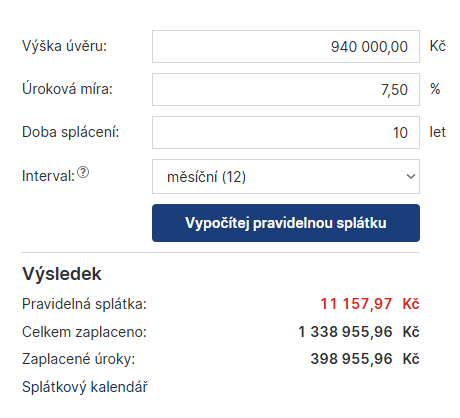 Výška úvěru: 940 000,00 Kč
Úroková míra: 7,50 %
Doba splácení: 10 let
Interval:? měsíční (12)
Vypočítej pravidelnou splátku
Výsledek
Pravidelná splátka: 11 157,97 Kč
Celkem zaplaceno: 1 338 955,96 Kč
Zaplacené úroky: 398 955,96 Kč
Splátkový kalendář